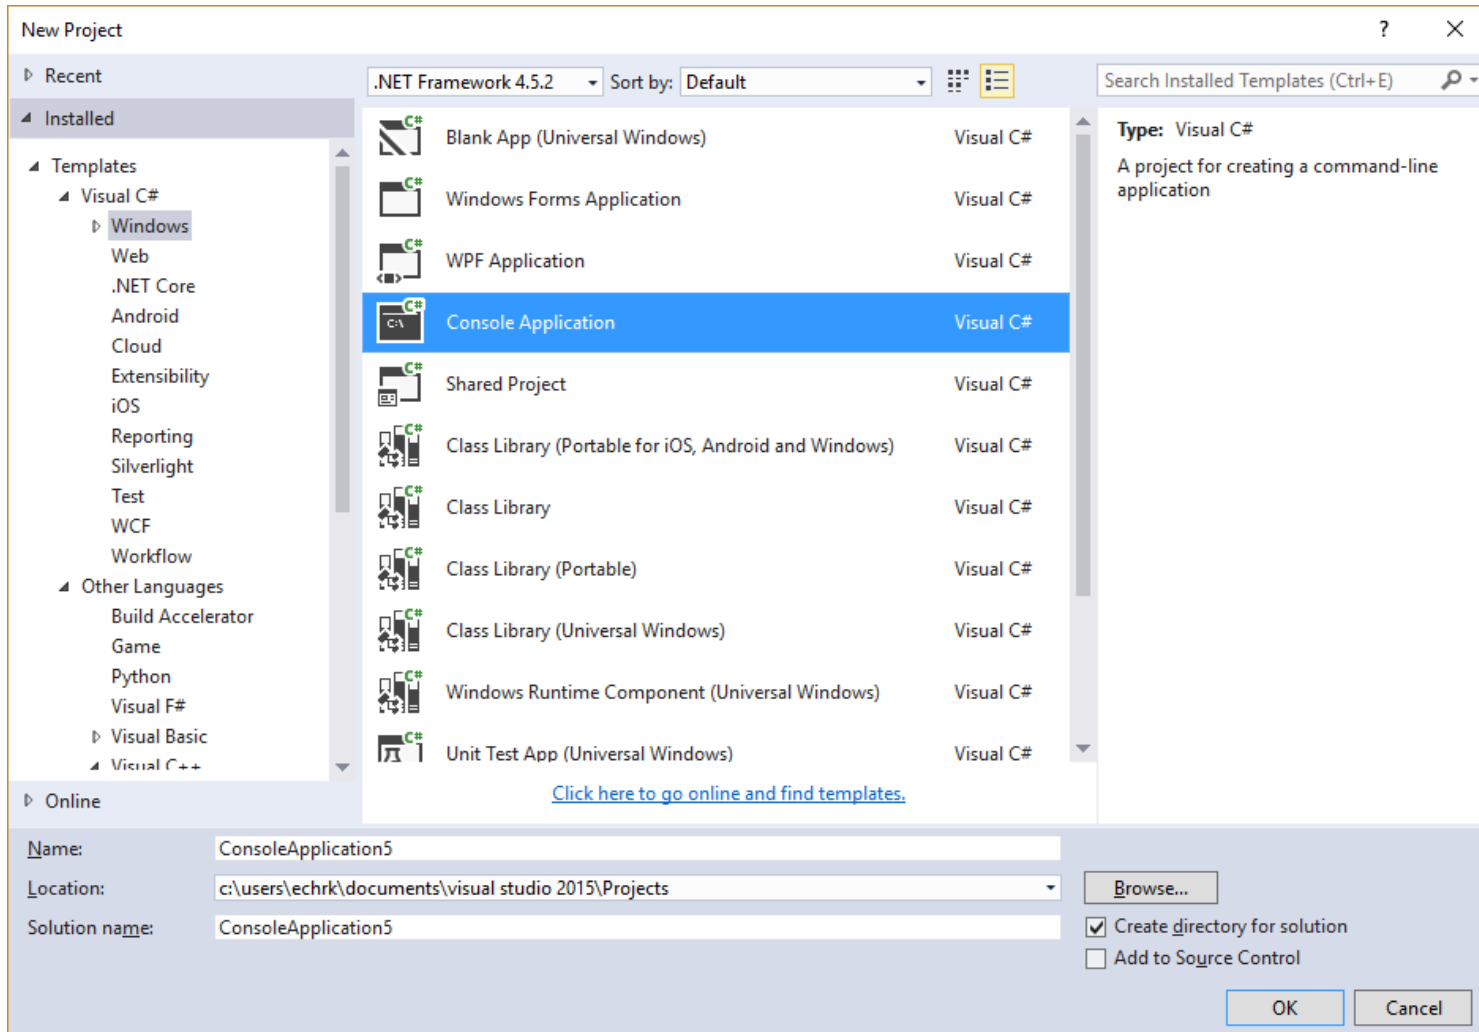 New Project
?
Recent
Installed
Templates
Visual C#
Windows
Web
.NET Core
Android
Cloud
Extensibility
iOS
Reporting
Silverlight
Test
WCF
Workflow
Other Languages
Build Accelerator
Game
Python
Visual F#
Visual Basic
Visual C++
Online
.NET Framework 4.5.2 Sort by: Default
Search Installed Templates (Ctrl+E)
C# Blank App (Universal Windows) Visual C#
C# Windows Forms Application Visual C#
C# WPF Application Visual C#
C# C:\ Console Application Visual C#
C# Shared Project Visual C#
C# Class Library (Portable for iOS, Android and Windows) Visual C#
C# Class Library Visual C#
C# Class Library (Portable) Visual C#
C# Class Library (Universal Windows) Visual C#
C# Windows Runtime Component (Universal Windows) Visual C#
C# Unit Test App (Universal Windows) Visual C#
Click here to go online and find templates.
Type: Visual C#
A project for creating a command-line
application
Name: ConsoleApplication5
Location: c:\users\echrk\documents\visual studio 2015\Projects
Browse...
Solution name: ConsoleApplication5
Create directory for solution
Add to Source Control
OK Cancel